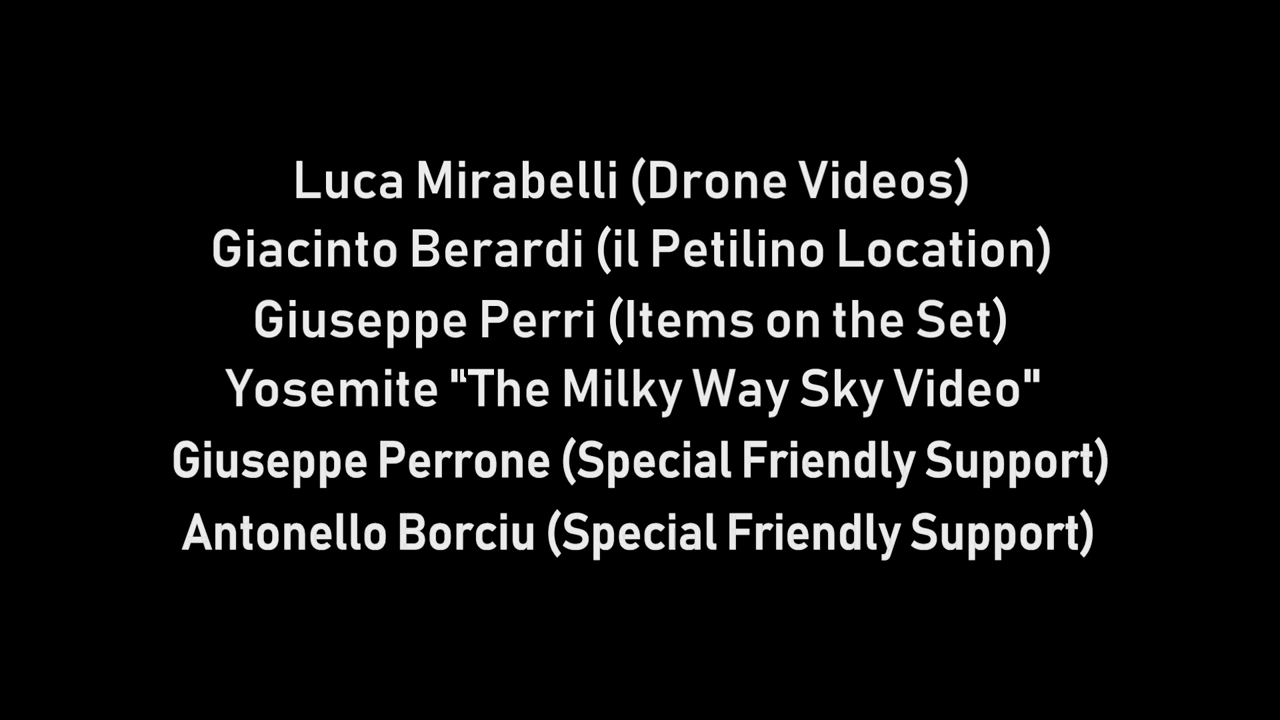 Luca Mirabelli (Drone Videos)
Giacinto Berardi (il Petilino Location)
Giuseppe Perri (Items on the Set)
Yosemite "The Milky Way Sky Video"
Giuseppe Perrone (Special Friendly Support)
Antonello Borciu (Special Friendly Support)